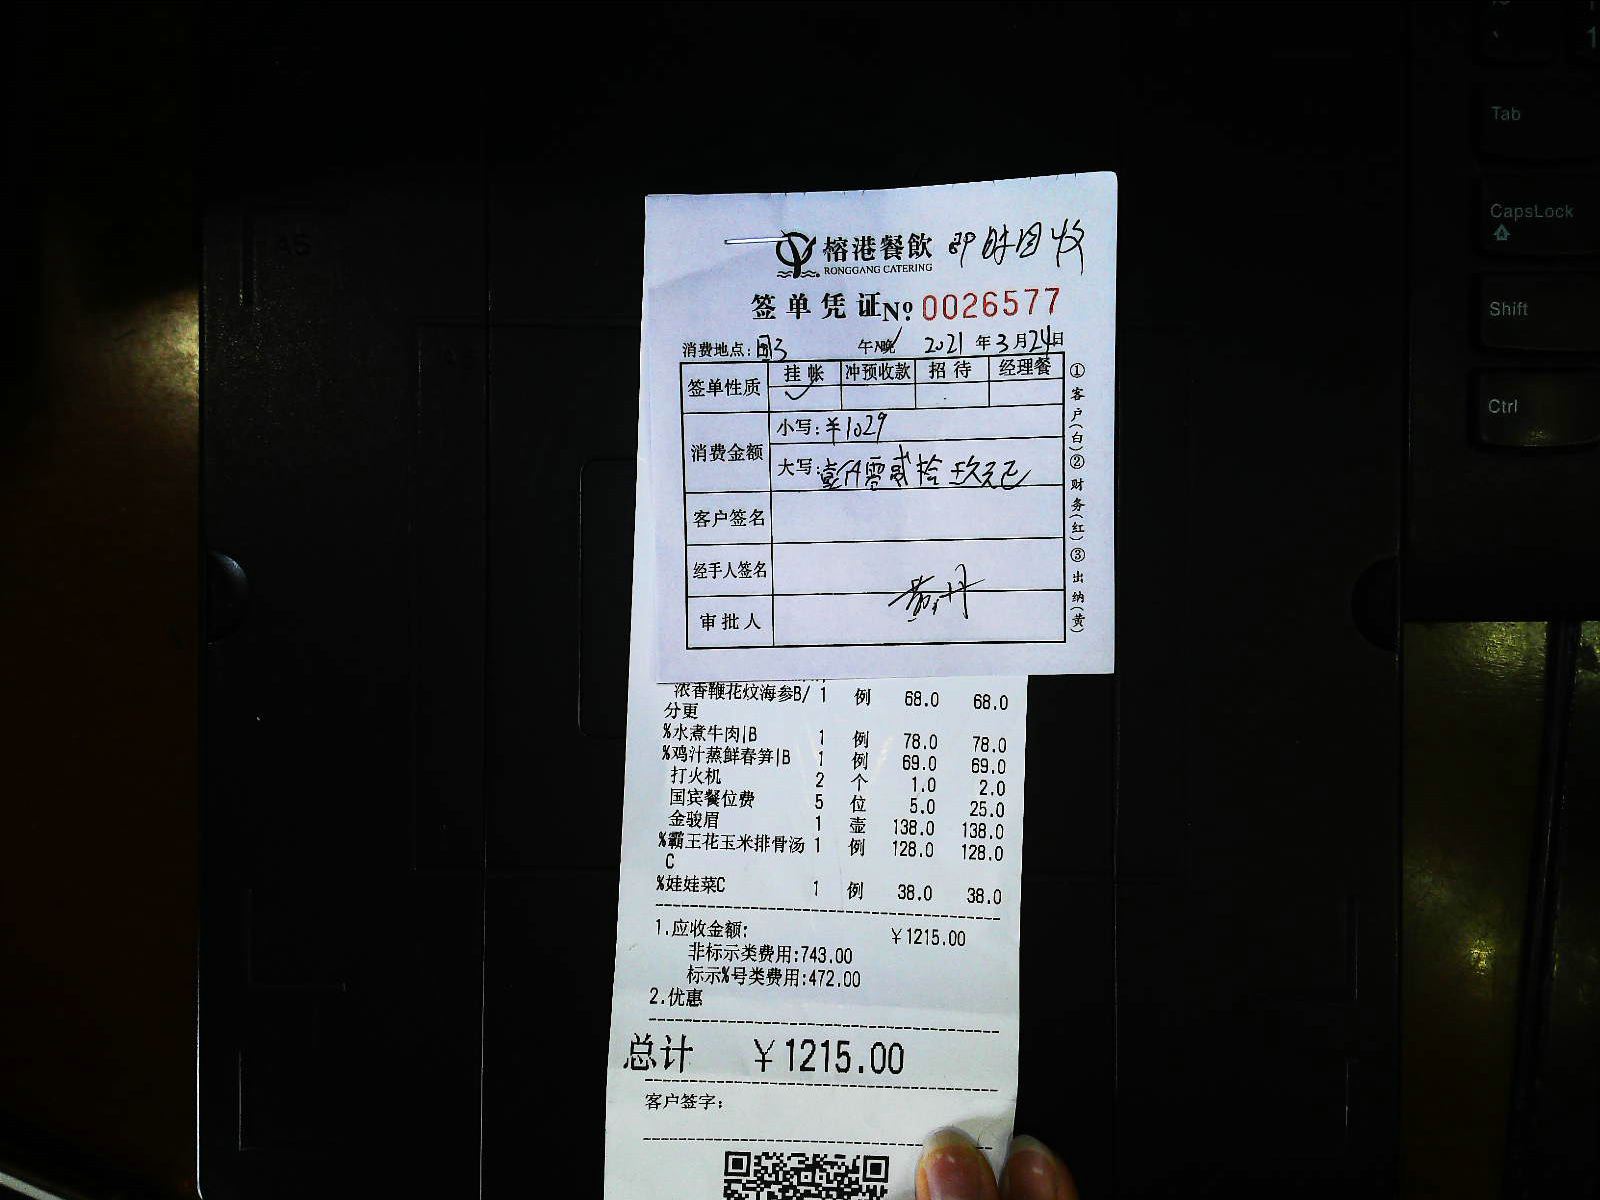 榕港餐飲 即时回收
RONGGANG CATERING
签单凭证 No 0026577
消费地点: 国3 午 晚✓ 2021年3月24日
签单性质 挂帐 冲预收款 招待 经理餐
✓
消费金额 小写:¥1029
大写:壹仟零贰拾玖元
客户签名
经手人签名
审批人
①客户(白)②财务(红)③出纳(黄)
浓香鞭花炆海参B/ 1 例 68.0 68.0
分更
%水煮牛肉|B 1 例 78.0 78.0
%鸡汁蒸鲜春笋|B 1 例 69.0 69.0
打火机 2 个 1.0 2.0
国宾餐位费 5 位 5.0 25.0
金骏眉 1 壶 138.0 138.0
%霸王花玉米排骨汤 1 例 128.0 128.0
C
%娃娃菜C 1 例 38.0 38.0
1.应收金额: ¥1215.00
非标示类费用:743.00
标示%号类费用:472.00
2.优惠
总计 ¥1215.00
客户签字:
Tab
CapsLock
Shift
Ctrl
A5